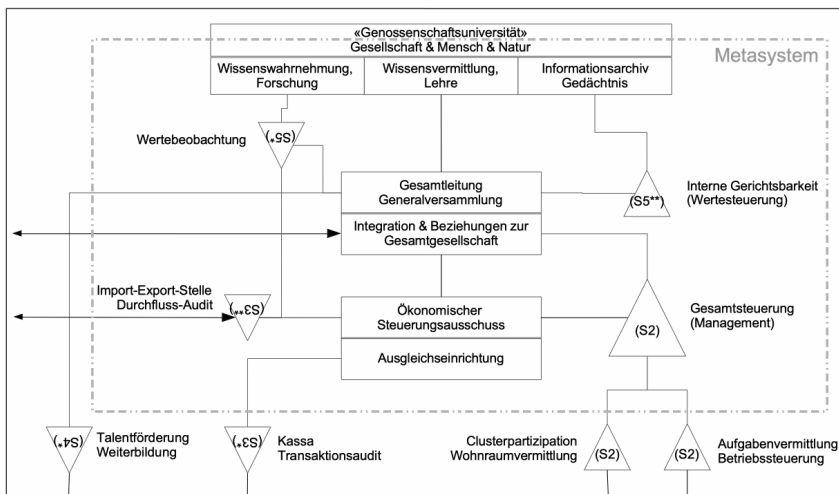 «Genossenschaftsuniversität»
Gesellschaft & Mensch & Natur
Metasystem
Wissenswahrnehmung,
Forschung
Wissensvermittlung,
Lehre
Informationsarchiv
Gedächtnis
Wertebeobachtung
(S5*)
Gesamtleitung
Generalversammlung
(S5**)
Interne Gerichtsbarkeit
(Wertesteuerung)
Integration & Beziehungen zur
Gesamtgesellschaft
Import-Export-Stelle
Durchfluss-Audit
(S3**)
Ökonomischer
Steuerungsausschuss
(S2)
Gesamtsteuerung
(Management)
Ausgleichseinrichtung
(S4*)
Talentförderung
Weiterbildung
(S3*)
Kassa
Transaktionsaudit
Clusterpartizipation
Wohnraumvermittlung
(S2)
(S2)
Aufgabenvermittlung
Betriebssteuerung